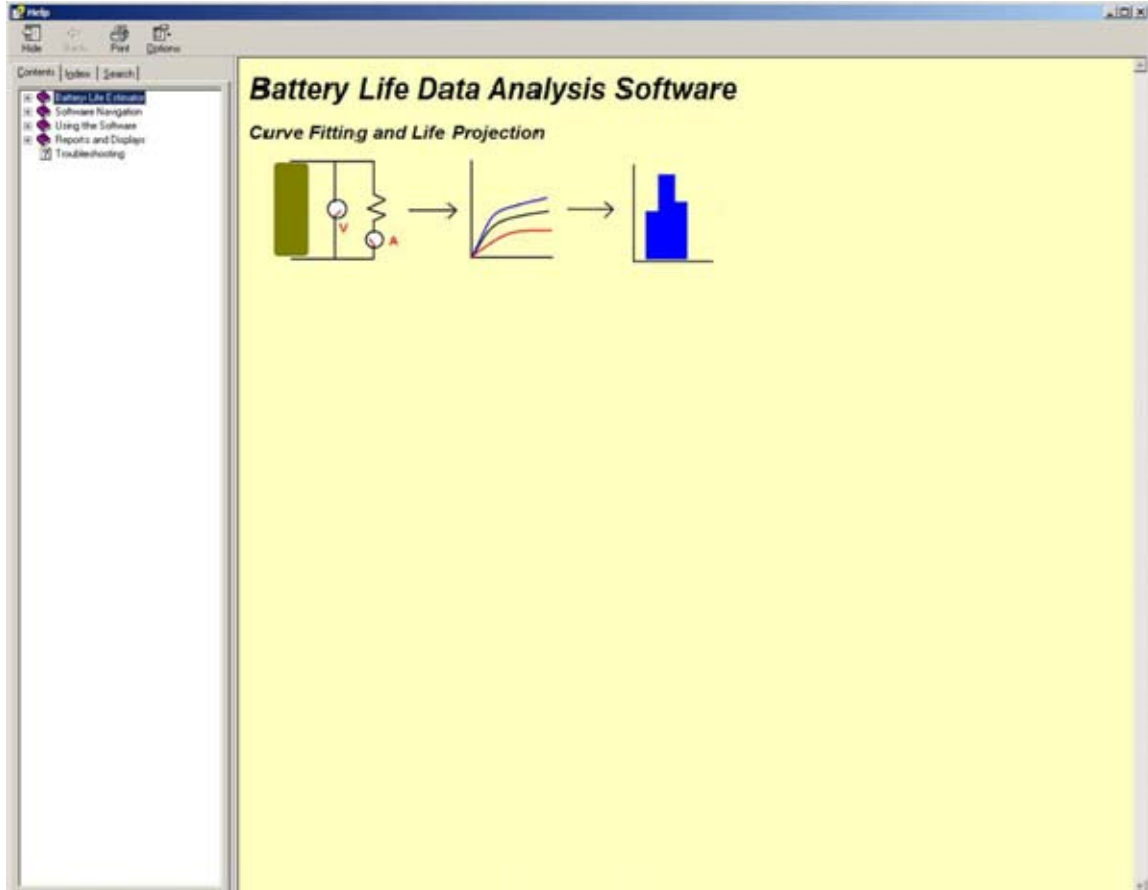 Help
Hide
Back
Print
Options
Contents
Index
Search
Battery Life Estimator
Software Navigation
Using the Software
Reports and Displays
Troubleshooting
Battery Life Data Analysis Software
Curve Fitting and Life Projection
V
A